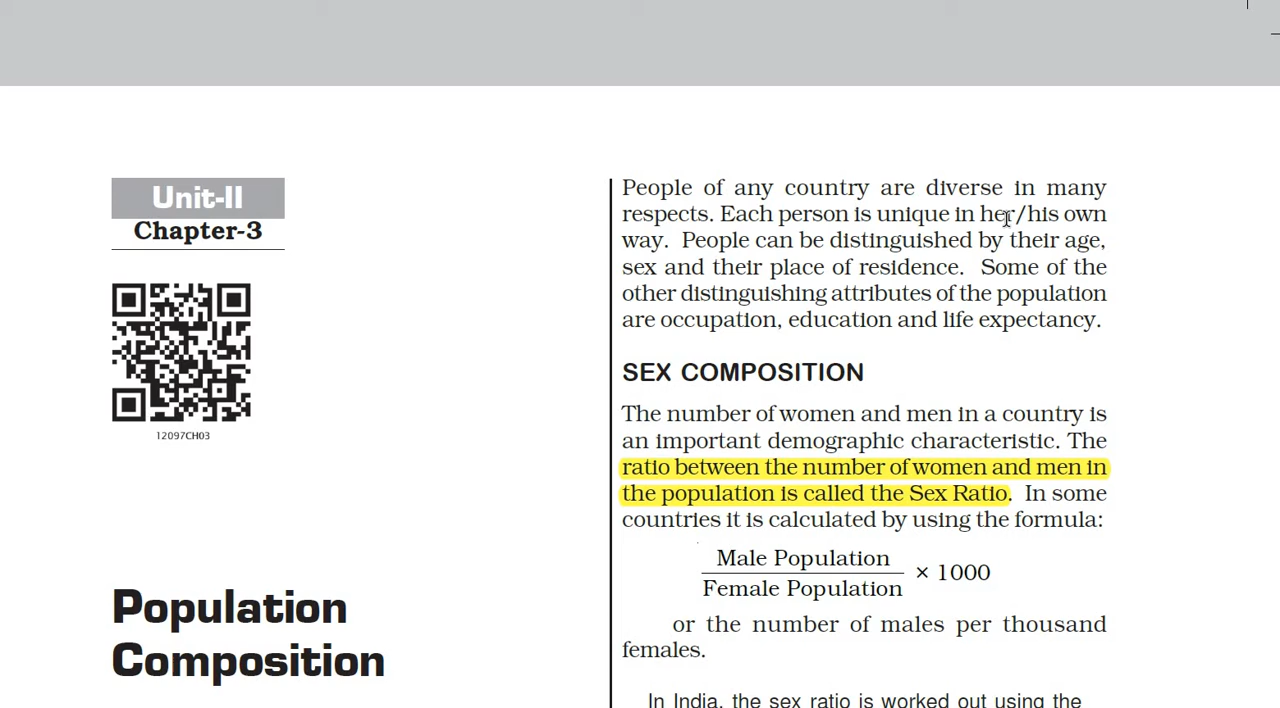 Unit-II
Chapter-3
12097CH03
Population
Composition
People of any country are diverse in many
respects. Each person is unique in her/his own
way. People can be distinguished by their age,
sex and their place of residence. Some of the
other distinguishing attributes of the population
are occupation, education and life expectancy.
SEX COMPOSITION
The number of women and men in a country is
an important demographic characteristic. The
ratio between the number of women and men in
the population is called the Sex Ratio. In some
countries it is calculated by using the formula:
Male Population
Female Population
× 1000
or the number of males per thousand
females.
In India, the sex ratio is worked out using the